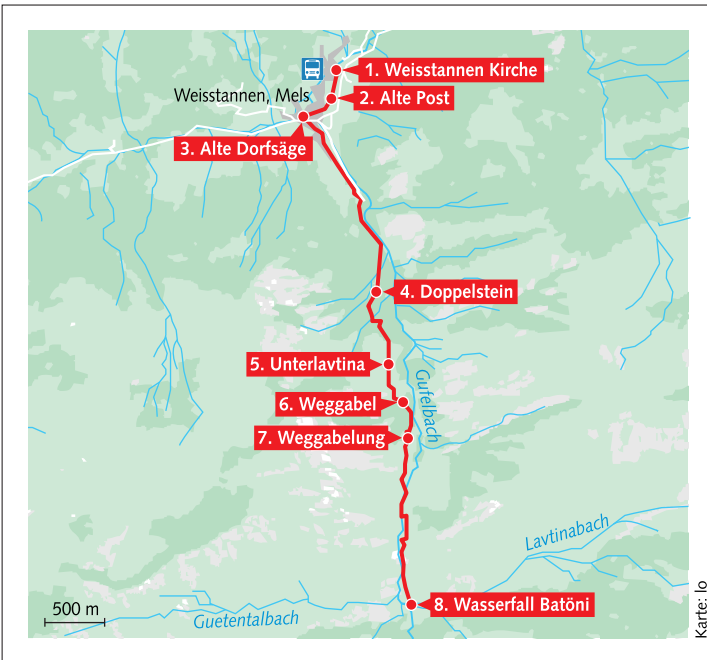 1. Weisstannen Kirche
Weisstannen, Mels
2. Alte Post
3. Alte Dorfsäge
4. Doppelstein
5. Unterlavtina
Gufelbach
6. Weggabel
7. Weggabelung
Lavtinabach
8. Wasserfall Batöni
500 m
Guetentalbach
Karte: lo